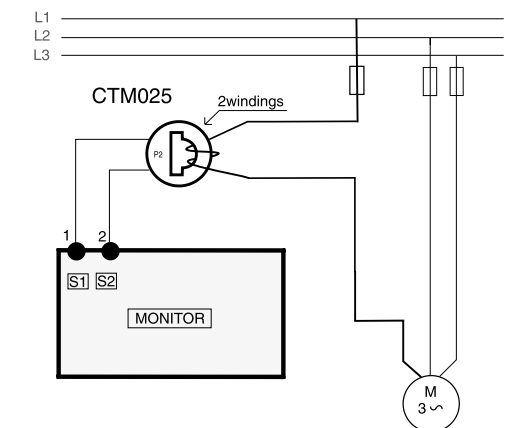 L1
L2
L3
CTM025
2windings
P2
1 2
S1 S2
MONITOR
M
3∾